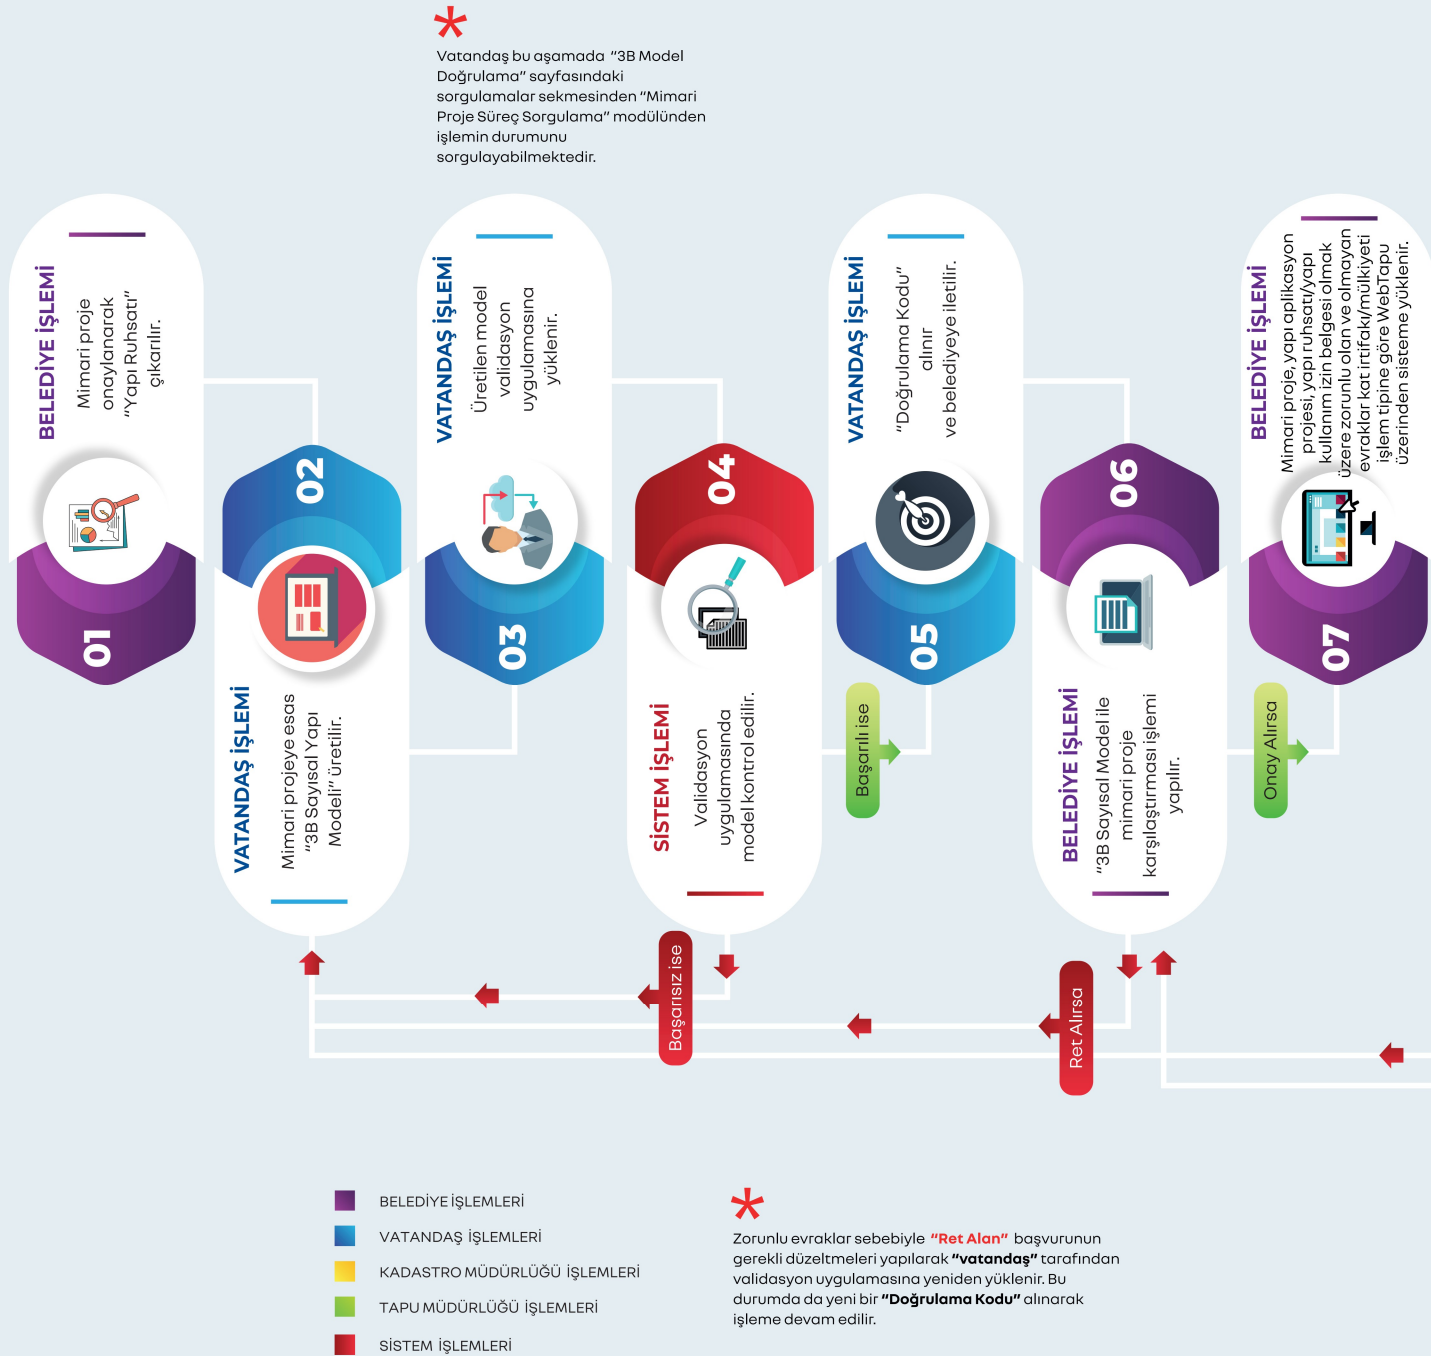 *
Vatandaş bu aşamada “3B Model
Doğrulama” sayfasındaki
sorgulamalar sekmesinden “Mimari
Proje Süreç Sorgulama” modülünden
işlemin durumunu
sorgulayabilmektedir.
BELEDİYE İŞLEMİ
Mimari proje
onaylanarak
“Yapı Ruhsatı”
çıkarılır.
01
02
VATANDAŞ İŞLEMİ
Mimari projeye esas
“3B Sayısal Yapı
Modeli” üretilir.
VATANDAŞ İŞLEMİ
Üretilen model
validasyon
uygulamasına
yüklenir.
03
04
SİSTEM İŞLEMİ
Validasyon
uygulamasında
model kontrol edilir.
Başarısız ise
Başarılı ise
VATANDAŞ İŞLEMİ
“Doğrulama Kodu”
alınır
ve belediyeye iletilir.
05
06
BELEDİYE İŞLEMİ
“3B Sayısal Model ile
mimari proje
karşılaştırması işlemi
yapılır.
Ret Alırsa
Onay Alırsa
BELEDİYE İŞLEMİ
Mimari proje, yapı aplikasyon
projesi, yapı ruhsatı/yapı
kullanım izin belgesi olmak
üzere zorunlu olan ve olmayan
evraklar kat irtifakı/mülkiyeti
işlem tipine göre WebTapu
üzerinden sisteme yüklenir.
07
BELEDİYE İŞLEMLERİ
VATANDAŞ İŞLEMLERİ
KADASTRO MÜDÜRLÜĞÜ İŞLEMLERİ
TAPU MÜDÜRLÜĞÜ İŞLEMLERİ
SİSTEM İŞLEMLERİ
*
Zorunlu evraklar sebebiyle “Ret Alan” başvurunun
gerekli düzeltmeleri yapılarak “vatandaş” tarafından
validasyon uygulamasına yeniden yüklenir. Bu
durumda da yeni bir “Doğrulama Kodu” alınarak
işleme devam edilir.